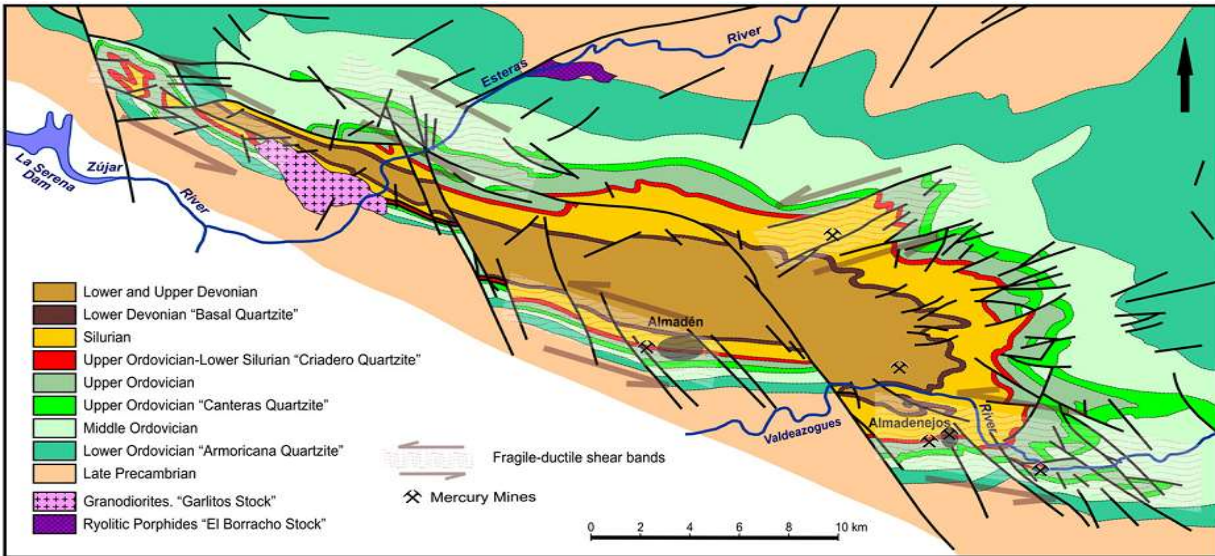 River
Esteras
La Serena
Dam
Zújar
River
Lower and Upper Devonian
Lower Devonian “Basal Quartzite”
Silurian
Upper Ordovician-Lower Silurian “Criadero Quartzite”
Upper Ordovician
Upper Ordovician “Canteras Quartzite”
Middle Ordovician
Lower Ordovician “Armoricana Quartzite”
Late Precambrian
Granodiorites. “Garlitos Stock”
Ryolitic Porphides “El Borracho Stock”
Almadén
Valdeazogues
River
Almadenejos
Fragile-ductile shear bands
Mercury Mines
0 2 4 6 8 10 km